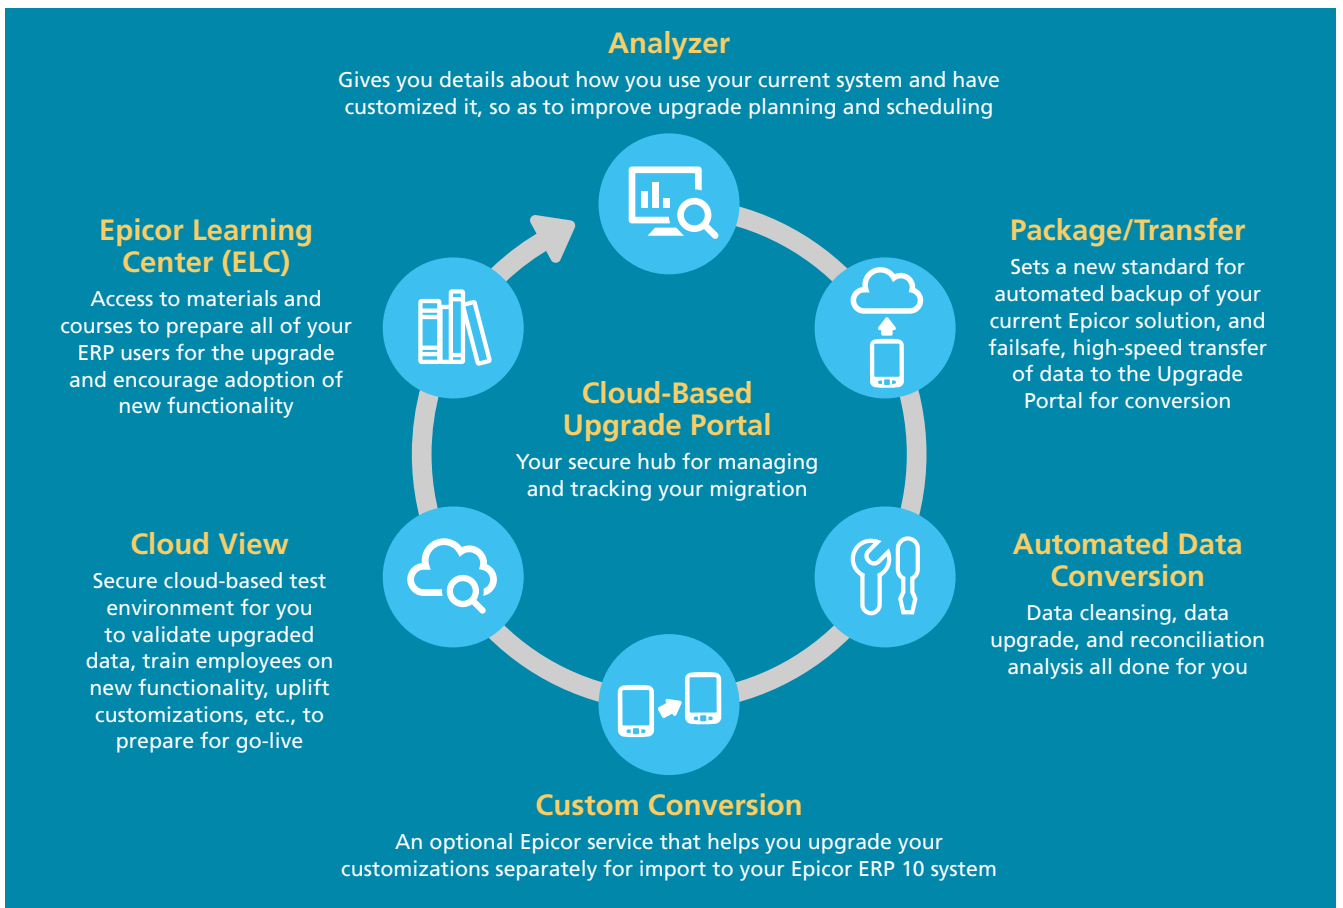 Analyzer
Gives you details about how you use your current system and have
customized it, so as to improve upgrade planning and scheduling
Package/Transfer
Sets a new standard for
automated backup of your
current Epicor solution, and
failsafe, high-speed transfer
of data to the Upgrade
Portal for conversion
Automated Data
Conversion
Data cleansing, data
upgrade, and reconciliation
analysis all done for you
Custom Conversion
An optional Epicor service that helps you upgrade your
customizations separately for import to your Epicor ERP 10 system
Cloud View
Secure cloud-based test
environment for you
to validate upgraded
data, train employees on
new functionality, uplift
customizations, etc., to
prepare for go-live
Epicor Learning
Center (ELC)
Access to materials and
courses to prepare all of your
ERP users for the upgrade
and encourage adoption of
new functionality
Cloud-Based
Upgrade Portal
Your secure hub for managing
and tracking your migration